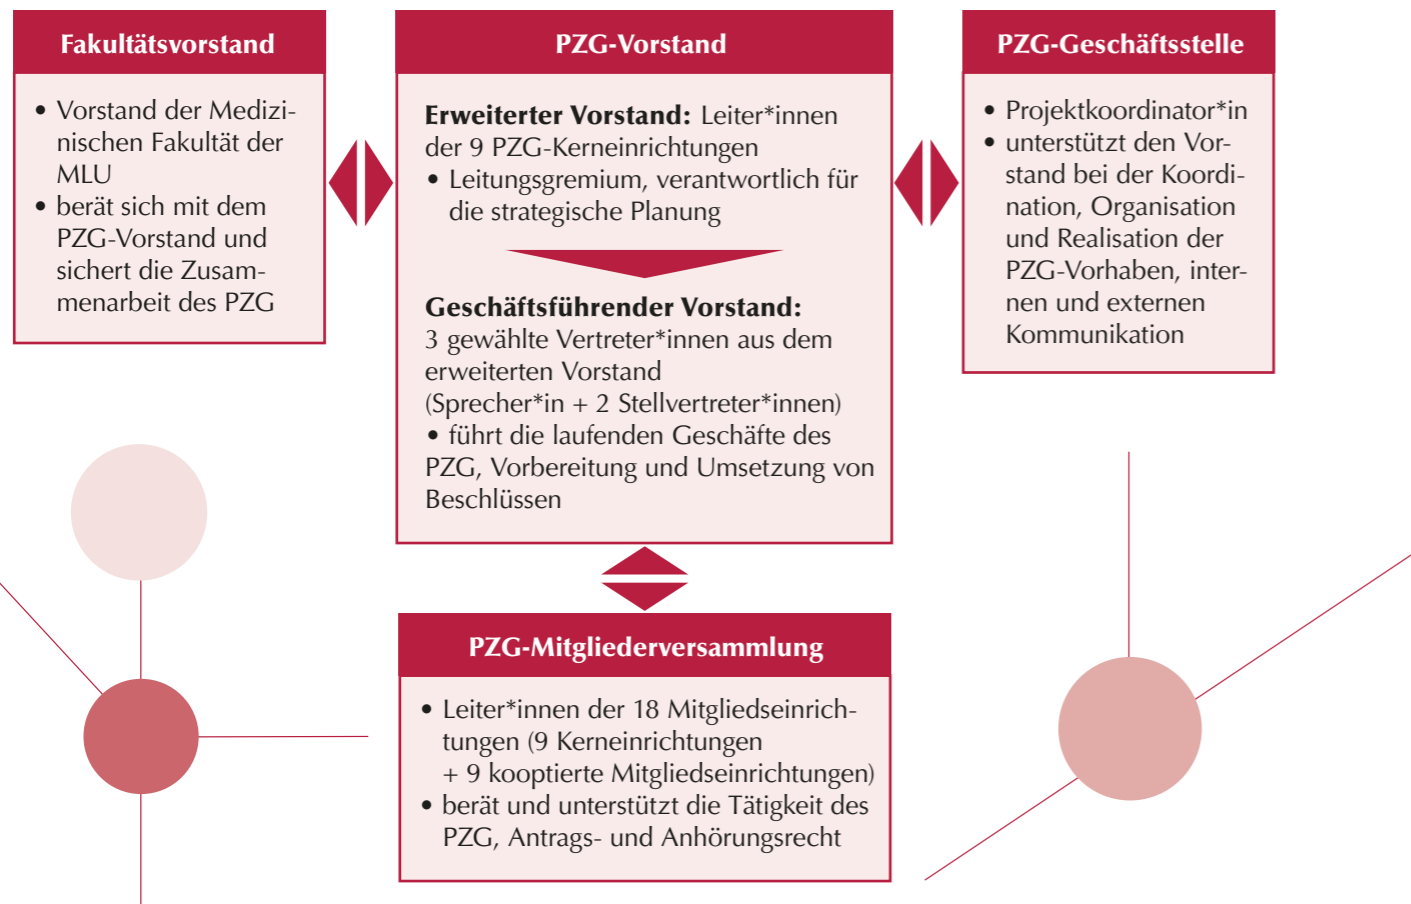 Fakultätsvorstand
• Vorstand der Medizi-
nischen Fakultät der
MLU
• berät sich mit dem
PZG-Vorstand und
sichert die Zusam-
menarbeit des PZG
PZG-Vorstand
Erweiterter Vorstand: Leiter*innen
der 9 PZG-Kerneinrichtungen
• Leitungsgremium, verantwortlich für
die strategische Planung
Geschäftsführender Vorstand:
3 gewählte Vertreter*innen aus dem
erweiterten Vorstand
(Sprecher*in + 2 Stellvertreter*innen)
• führt die laufenden Geschäfte des
PZG, Vorbereitung und Umsetzung von
Beschlüssen
PZG-Geschäftsstelle
• Projektkoordinator*in
• unterstützt den Vor-
stand bei der Koordi-
nation, Organisation
und Realisation der
PZG-Vorhaben, inter-
nen und externen
Kommunikation
PZG-Mitgliederversammlung
• Leiter*innen der 18 Mitgliedseinrich-
tungen (9 Kerneinrichtungen
+ 9 kooptierte Mitgliedseinrichtungen)
• berät und unterstützt die Tätigkeit des
PZG, Antrags- und Anhörungsrecht